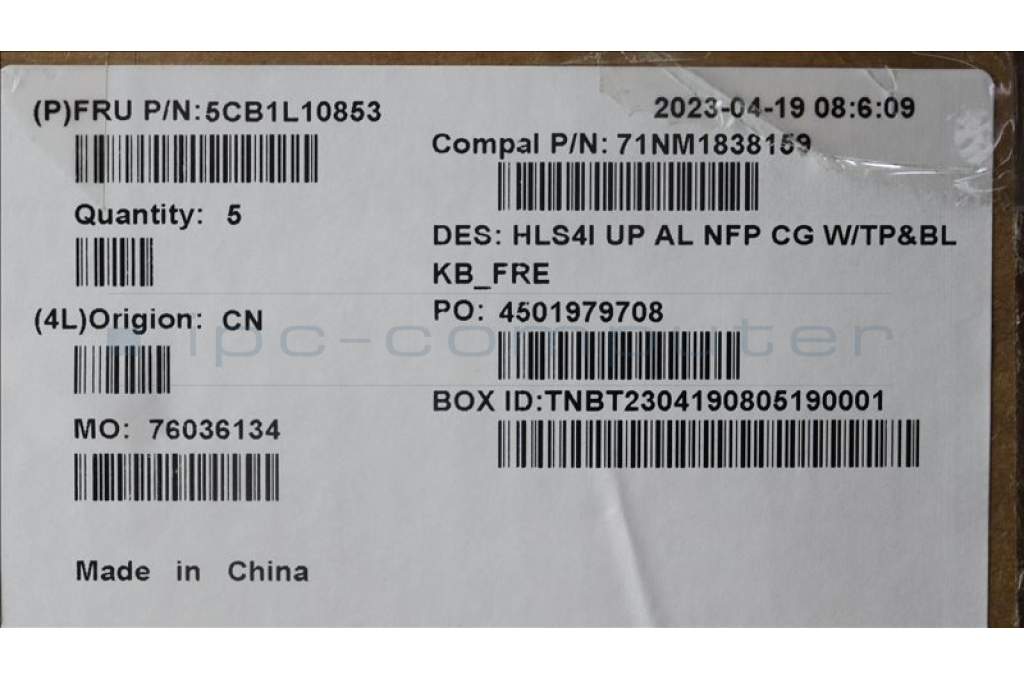 (P)FRU P/N:5CB1L10853
2023-04-19 08:6:09
Compal P/N: 71NM1838159
Quantity: 5
DES: HLS4I UP AL NFP CG W/TP&BL
KB_FRE
(4L)Origion: CN
PO: 4501979708
ipc-computer
BOX ID:TNBT2304190805190001
MO: 76036134
Made in China